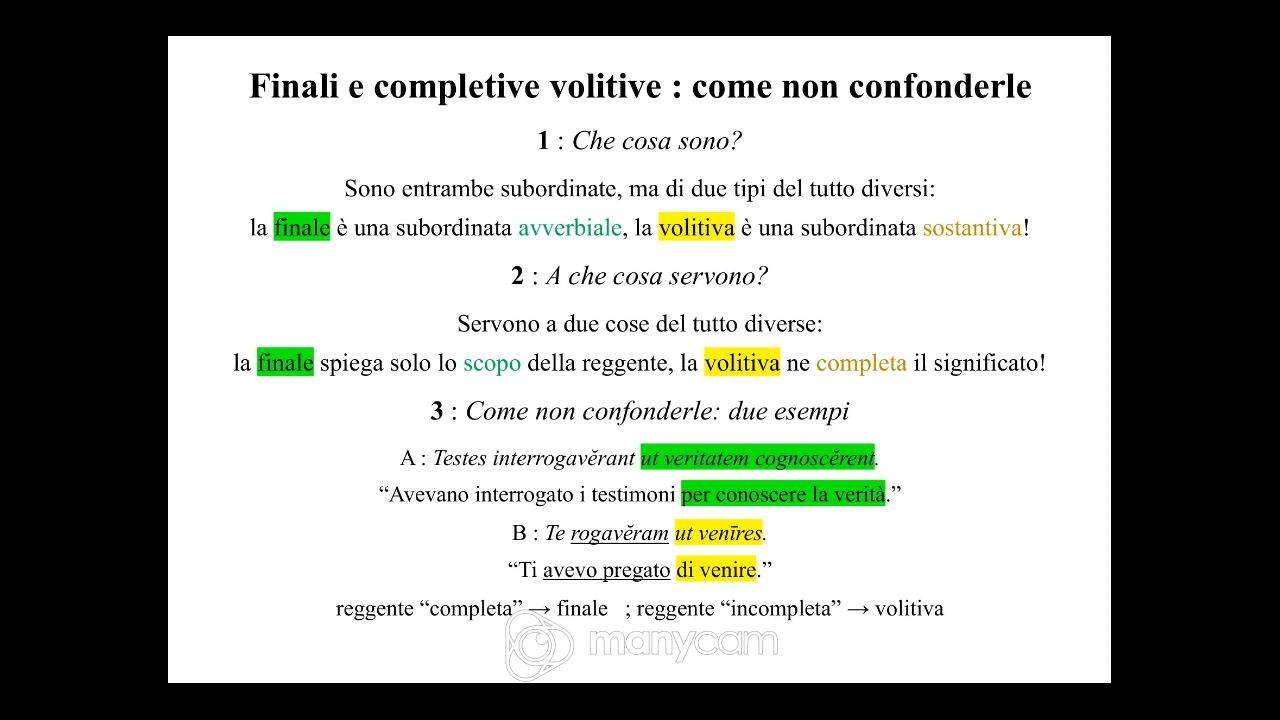 Finali e completive volitive : come non confonderle
1 : Che cosa sono?
Sono entrambe subordinate, ma di due tipi del tutto diversi:
la finale è una subordinata avverbiale, la volitiva è una subordinata sostantiva!
2 : A che cosa servono?
Servono a due cose del tutto diverse:
la finale spiega solo lo scopo della reggente, la volitiva ne completa il significato!
3 : Come non confonderle: due esempi
A : Testes interrogavĕrant ut veritatem cognoscĕrent.
“Avevano interrogato i testimoni per conoscere la verità.”
B : Te rogavĕram ut venīres.
“Ti avevo pregato di venire.”
reggente “completa” → finale ; reggente “incompleta” → volitiva
manycam